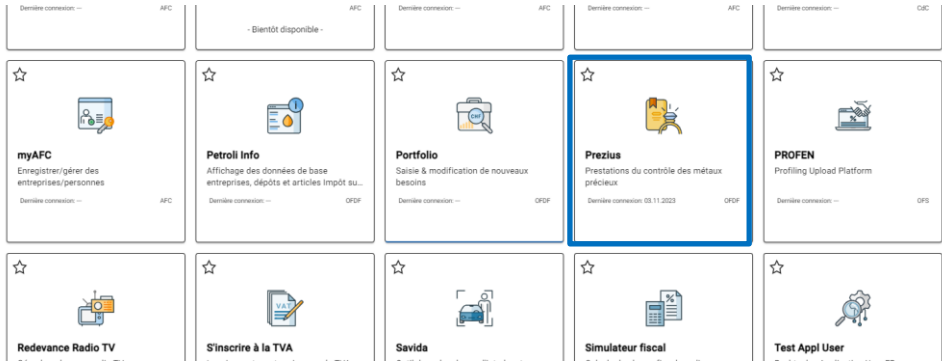 Dernière connexion: — AFC
AFC
Dernière connexion: — AFC
AFC
Dernière connexion: — CdC
- Bientôt disponible -
myAFC
Enregistrer/gérer des
entreprises/personnes
Dernière connexion: — AFC
Petroli Info
Affichage des données de base
entreprises, dépôts et articles Impôt su...
Dernière connexion: — OFDF
CHF
Portfolio
Saisie & modification de nouveaux
besoins
Dernière connexion: — OFDF
Prezius
Prestations du contrôle des métaux
précieux
Dernière connexion: 03.11.2023 OFDF
PROFEN
Profiling Upload Platform
Dernière connexion: — OFS
Redevance Radio TV
VAT
S'inscrire à la TVA
Savida
Simulateur fiscal
Test Appl User